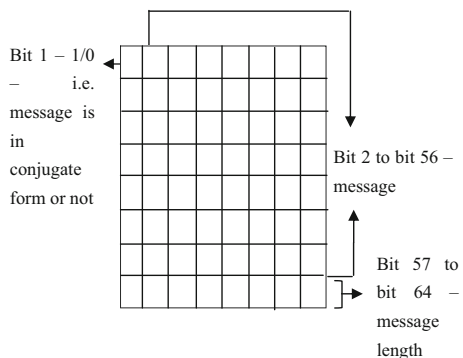 Bit 1 – 1/0
– i.e.
message is
in
conjugate
form or not
Bit 2 to bit 56 –
message
Bit 57 to
bit 64 –
message
length